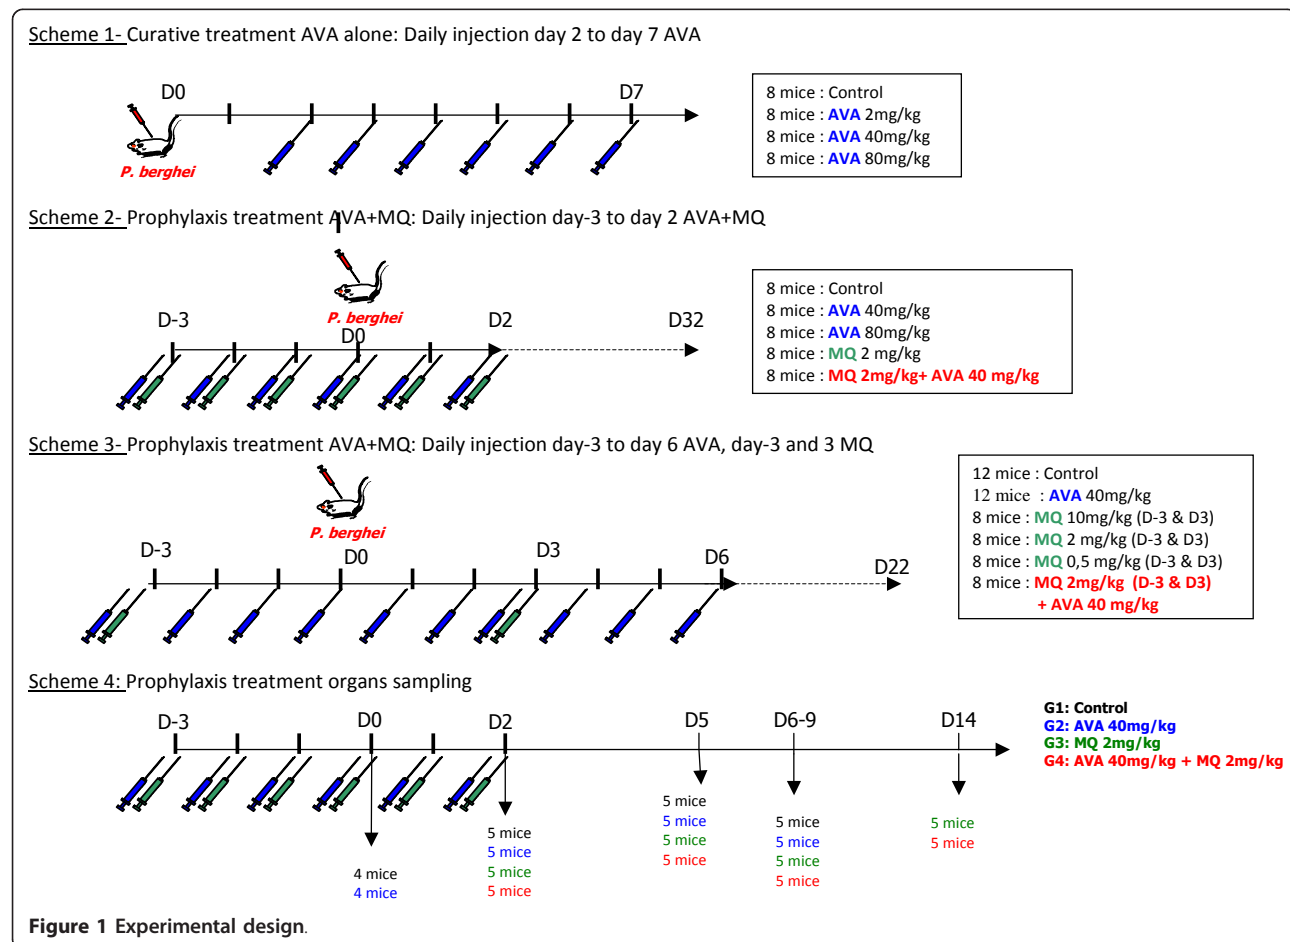 Scheme 1- Curative treatment AVA alone: Daily injection day 2 to day 7 AVA
D0
D7
P. berghei
8 mice : Control
8 mice : AVA 2mg/kg
8 mice : AVA 40mg/kg
8 mice : AVA 80mg/kg
Scheme 2- Prophylaxis treatment AVA+MQ: Daily injection day-3 to day 2 AVA+MQ
P. berghei
D-3
D0
D2
D32
8 mice : Control
8 mice : AVA 40mg/kg
8 mice : AVA 80mg/kg
8 mice : MQ 2 mg/kg
8 mice : MQ 2mg/kg+ AVA 40 mg/kg
Scheme 3- Prophylaxis treatment AVA+MQ: Daily injection day-3 to day 6 AVA, day-3 and 3 MQ
P. berghei
D-3
D0
D3
D6
D22
12 mice : Control
12 mice : AVA 40mg/kg
8 mice : MQ 10mg/kg (D-3 & D3)
8 mice : MQ 2 mg/kg (D-3 & D3)
8 mice : MQ 0,5 mg/kg (D-3 & D3)
8 mice : MQ 2mg/kg (D-3 & D3)
+ AVA 40 mg/kg
Scheme 4: Prophylaxis treatment organs sampling
D-3
D0
D2
D5
D6-9
D14
G1: Control
G2: AVA 40mg/kg
G3: MQ 2mg/kg
G4: AVA 40mg/kg + MQ 2mg/kg
4 mice
4 mice
5 mice
5 mice
5 mice
5 mice
5 mice
5 mice
5 mice
5 mice
5 mice
5 mice
5 mice
5 mice
5 mice
5 mice
Figure 1 Experimental design.